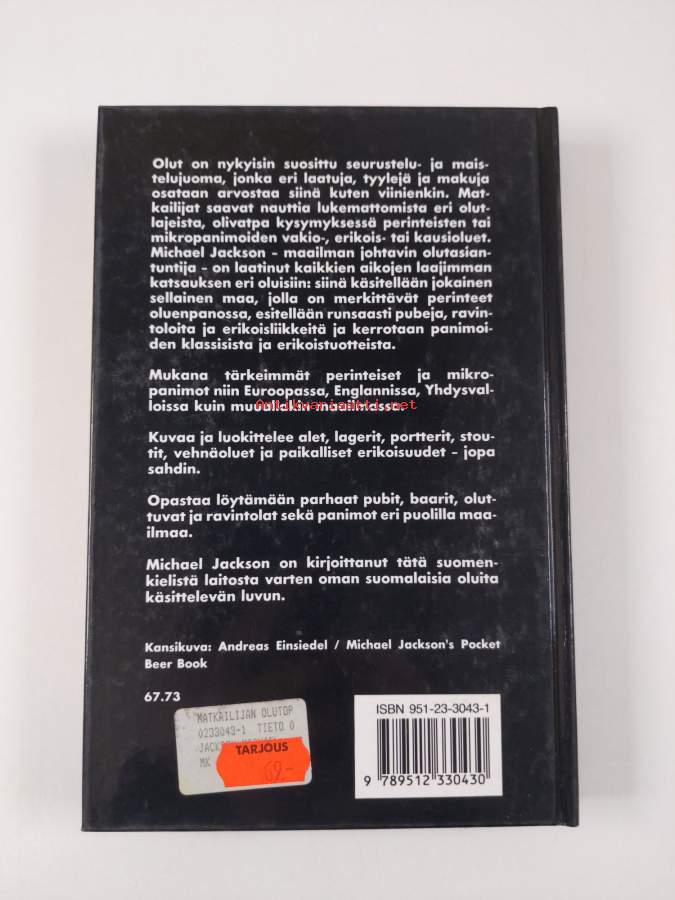 Olut on nykyisin suosittu seurustelu- ja mais-
telujuoma, jonka eri laatuja, tyylejä ja makuja
osataan arvostaa siinä kuten viinienkin. Mat-
kailijat saavat nauttia lukemattomista eri olut-
lajeista, olivatpa kysymyksessä perinteisten tai
mikropanimoiden vakio-, erikois- tai kausioluet.
Michael Jackson – maailman johtavin olutasian-
tuntija – on laatinut kaikkien aikojen laajimman
katsauksen eri oluisiin: siinä käsitellään jokainen
sellainen maa, jolla on merkittävät perinteet
oluenpanossa, esitellään runsaasti pubeja, ravin-
toloita ja erikoisliikkeitä ja kerrotaan panimoi-
den klassisista ja erikoistuotteista.
Mukana tärkeimmät perinteiset ja mikro-
panimot niin Euroopassa, Englannissa, Yhdysval-
loissa kuin muuallakin maailmassa.
Antikvariaatti.net
Kuvaa ja luokittelee alet, lagerit, portterit, stou-
tit, vehnäoluet ja paikalliset erikoisuudet – jopa
sahdin.
Opastaa löytämään parhaat pubit, baarit, olut-
tuvat ja ravintolat sekä panimot eri puolilla maa-
ilmaa.
Michael Jackson on kirjoittanut tätä suomen-
kielistä laitosta varten oman suomalaisia oluita
käsittelevän luvun.
Kansikuva: Andreas Einsiedel / Michael Jackson's Pocket
Beer Book
67.73
MATKAILIJAN OLUTOP
0233043-1 TIETO 0
MK
TARJOUS
69.–
ISBN 951-23-3043-1
9 789512 330430